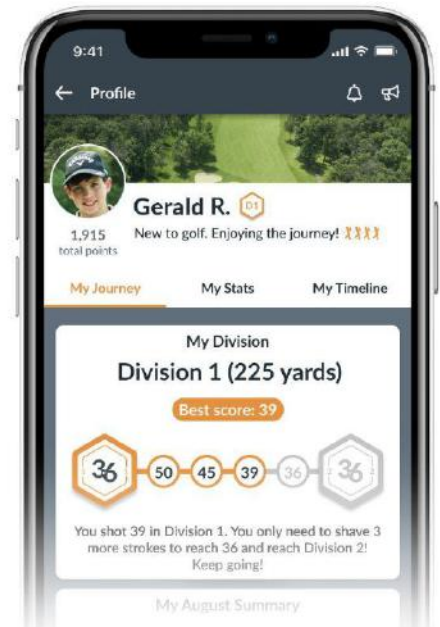 9:41
Profile
Gerald R. D1
1,915
total points
New to golf. Enjoying the journey!
My Journey My Stats My Timeline
My Division
Division 1 (225 yards)
Best score: 39
36 50 45 39 36 36
You shot 39 in Division 1. You only need to shave 3
more strokes to reach 36 and reach Division 2!
Keep going!
My August Summary